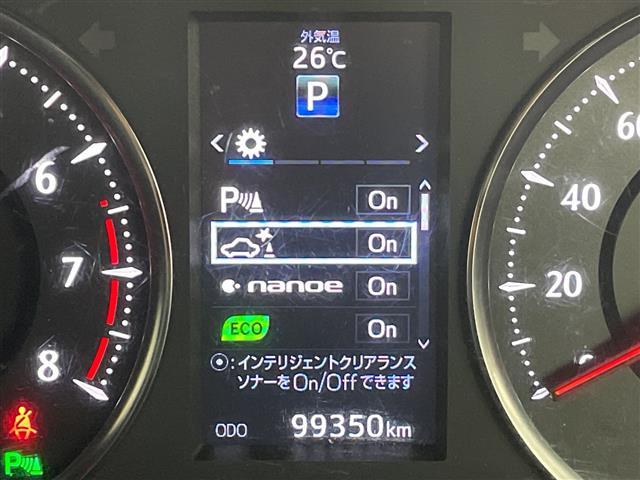 外気温
26℃
P
P On
On
nanoe On
ECO On
⦿:インテリジェントクリアランス
ソナーをOn/Offできます
ODO 99350km
6
7
8
P
60
40
20